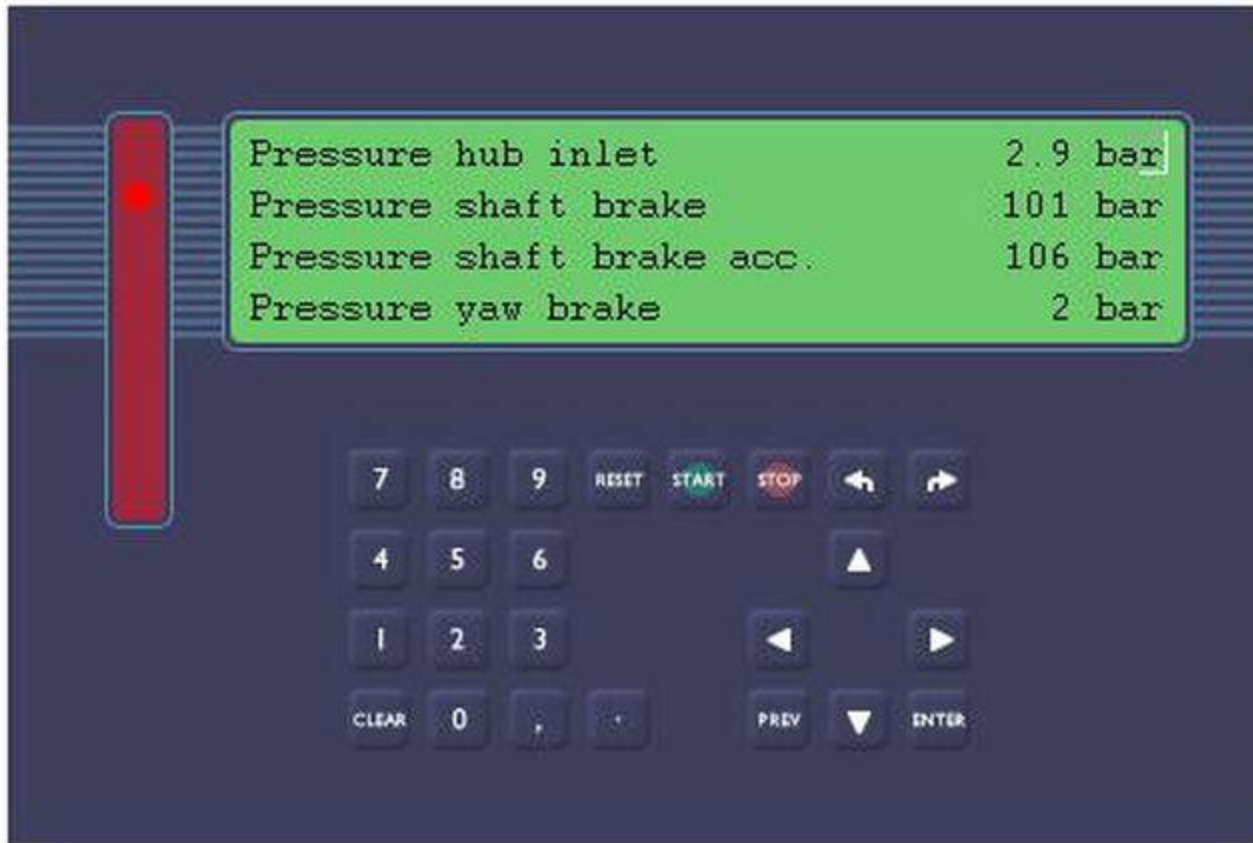 Pressure hub inlet 2.9 bar
Pressure shaft brake 101 bar
Pressure shaft brake acc. 106 bar
Pressure yaw brake 2 bar
7 8 9 RESET START STOP
4 5 6
1 2 3
CLEAR 0 , . PREV ENTER